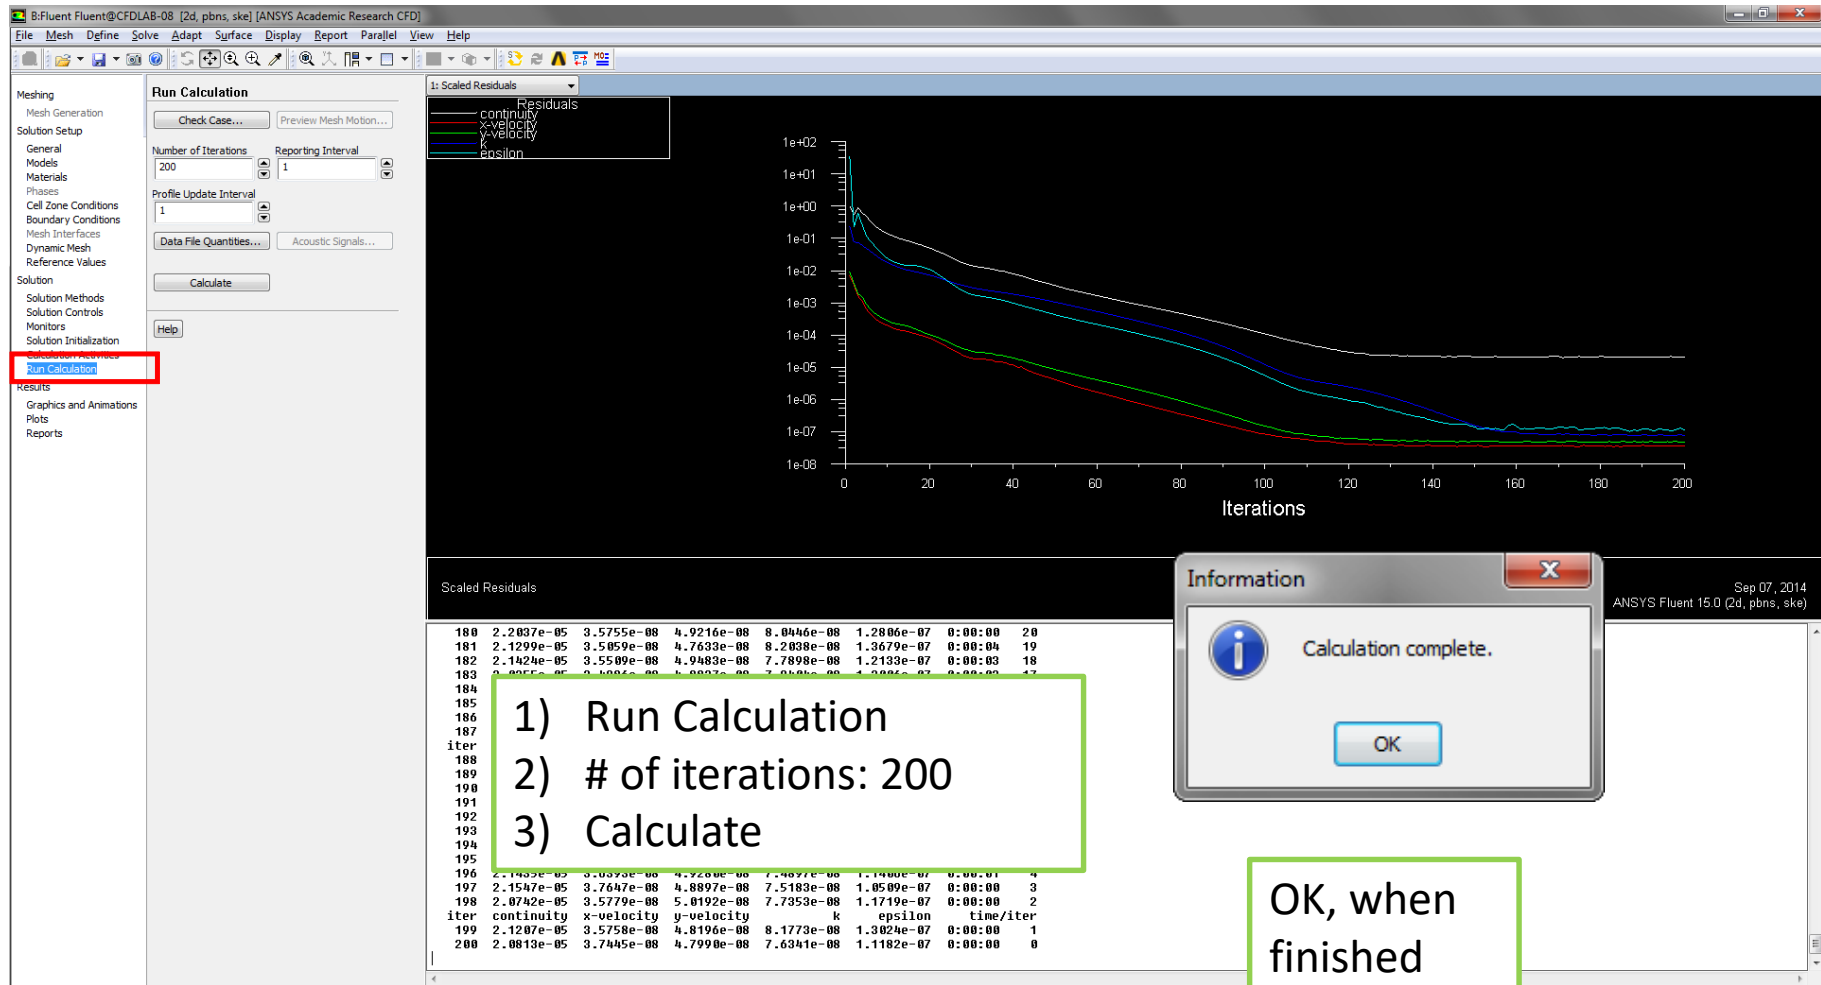 B:Fluent Fluent@CFDLAB-08 [2d, pbns, ske] [ANSYS Academic Research CFD]
File Mesh Define Solve Adapt Surface Display Report Parallel View Help
Meshing
Mesh Generation
Solution Setup
General
Models
Materials
Phases
Cell Zone Conditions
Boundary Conditions
Mesh Interfaces
Dynamic Mesh
Reference Values
Solution
Solution Methods
Solution Controls
Monitors
Solution Initialization
Calculation Activities
Run Calculation
Results
Graphics and Animations
Plots
Reports
Run Calculation
Check Case... Preview Mesh Motion...
Number of Iterations Reporting Interval
200 1
Profile Update Interval
1
Data File Quantities... Acoustic Signals...
Calculate
Help
1: Scaled Residuals
Residuals
continuity
x-velocity
y-velocity
k
epsilon
1e+02
1e+01
1e+00
1e-01
1e-02
1e-03
1e-04
1e-05
1e-06
1e-07
1e-08
0 20 40 60 80 100 120 140 160 180 200
Iterations
Scaled Residuals
Sep 07, 2014
ANSYS Fluent 15.0 (2d, pbns, ske)
180 2.2037e-05 3.5755e-08 4.9216e-08 8.0446e-08 1.2806e-07 0:00:00 20
181 2.1299e-05 3.5059e-08 4.7633e-08 8.2038e-08 1.3679e-07 0:00:04 19
182 2.1424e-05 3.5509e-08 4.9483e-08 7.7898e-08 1.2133e-07 0:00:03 18
183
184
185
186
187
iter
188
189
190
191
192
193
194
195
196
197 2.1547e-05 3.7647e-08 4.8897e-08 7.5183e-08 1.0509e-07 0:00:00 3
198 2.0742e-05 3.5779e-08 5.0192e-08 7.7353e-08 1.1719e-07 0:00:00 2
iter continuity x-velocity y-velocity k epsilon time/iter
199 2.1207e-05 3.5758e-08 4.8196e-08 8.1773e-08 1.3024e-07 0:00:00 1
200 2.0813e-05 3.7445e-08 4.7990e-08 7.6341e-08 1.1182e-07 0:00:00 0
1) Run Calculation
2) # of iterations: 200
3) Calculate
Information
Calculation complete.
OK
OK, when
finished